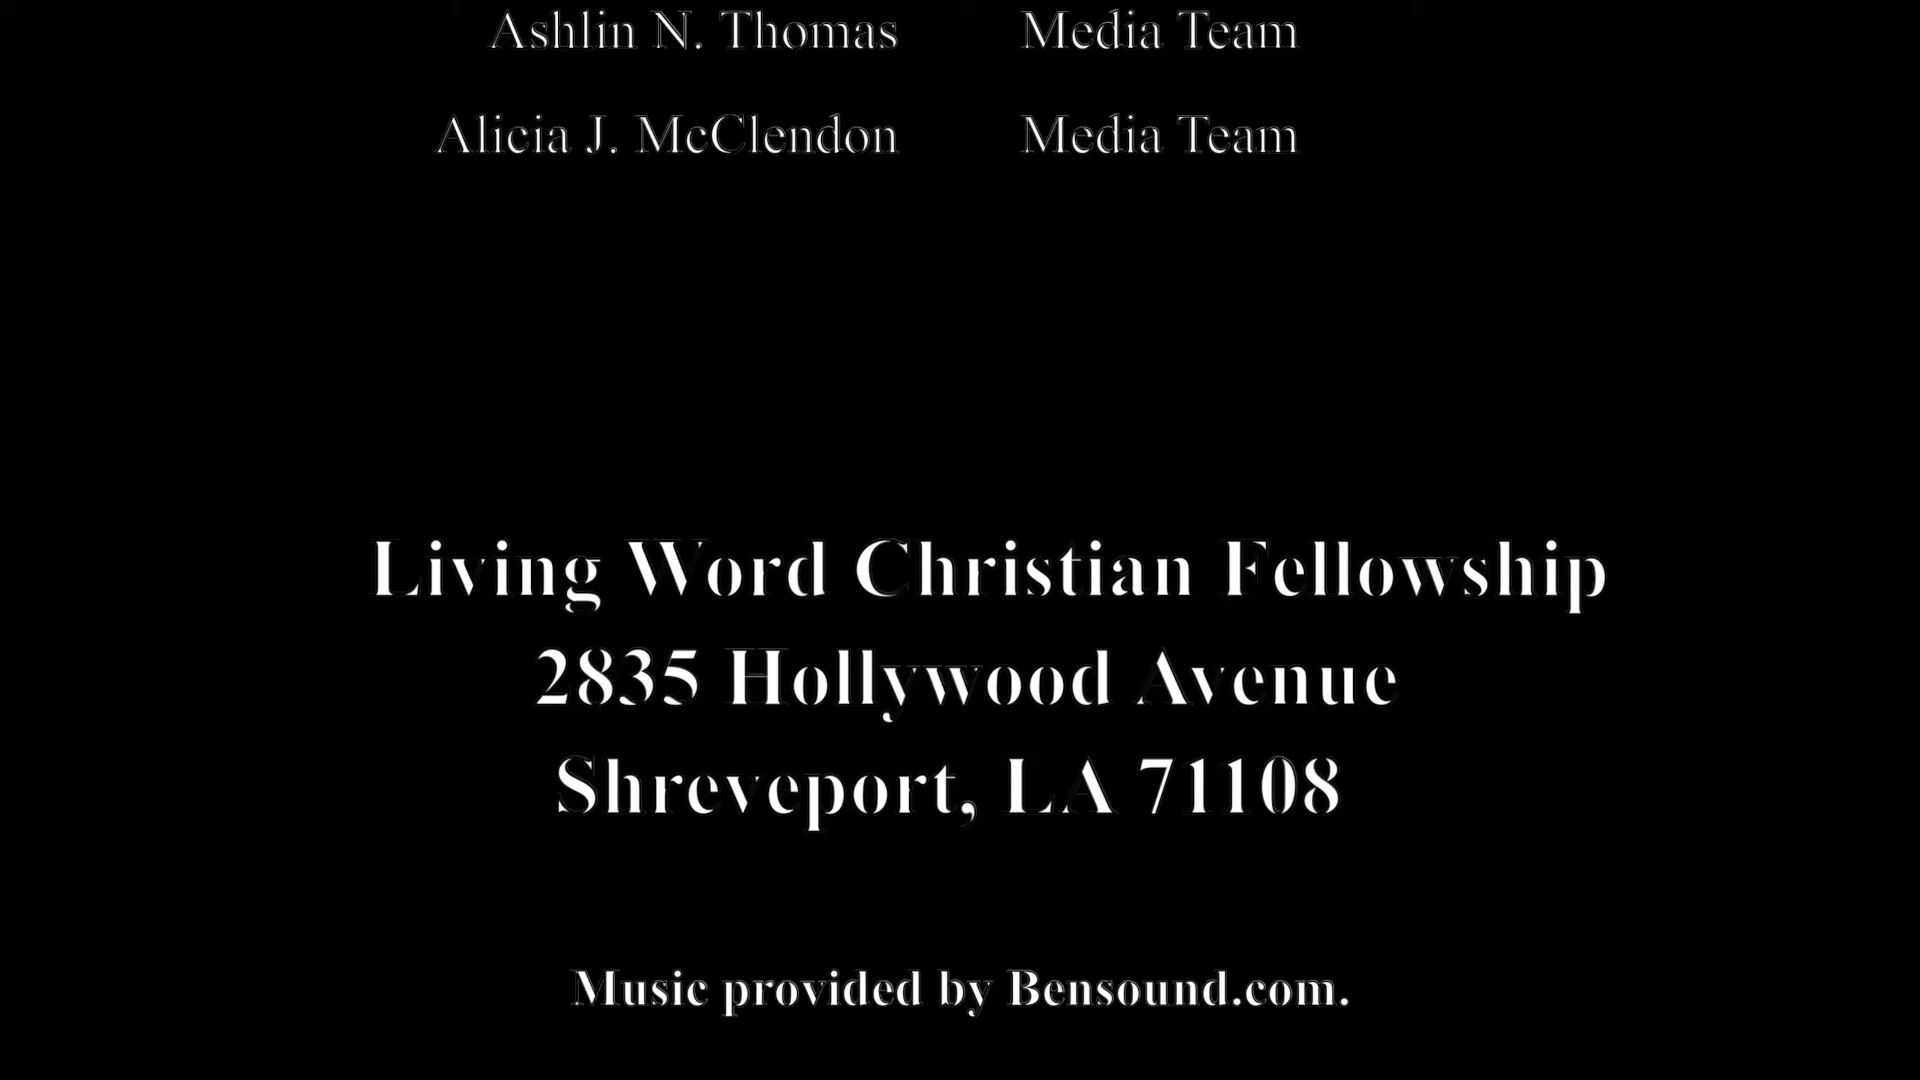 Ashlin N. Thomas Media Team
Alicia J. McClendon Media Team
Living Word Christian Fellowship
2835 Hollywood Avenue
Shreveport, LA 71108
Music provided by Bensound.com.